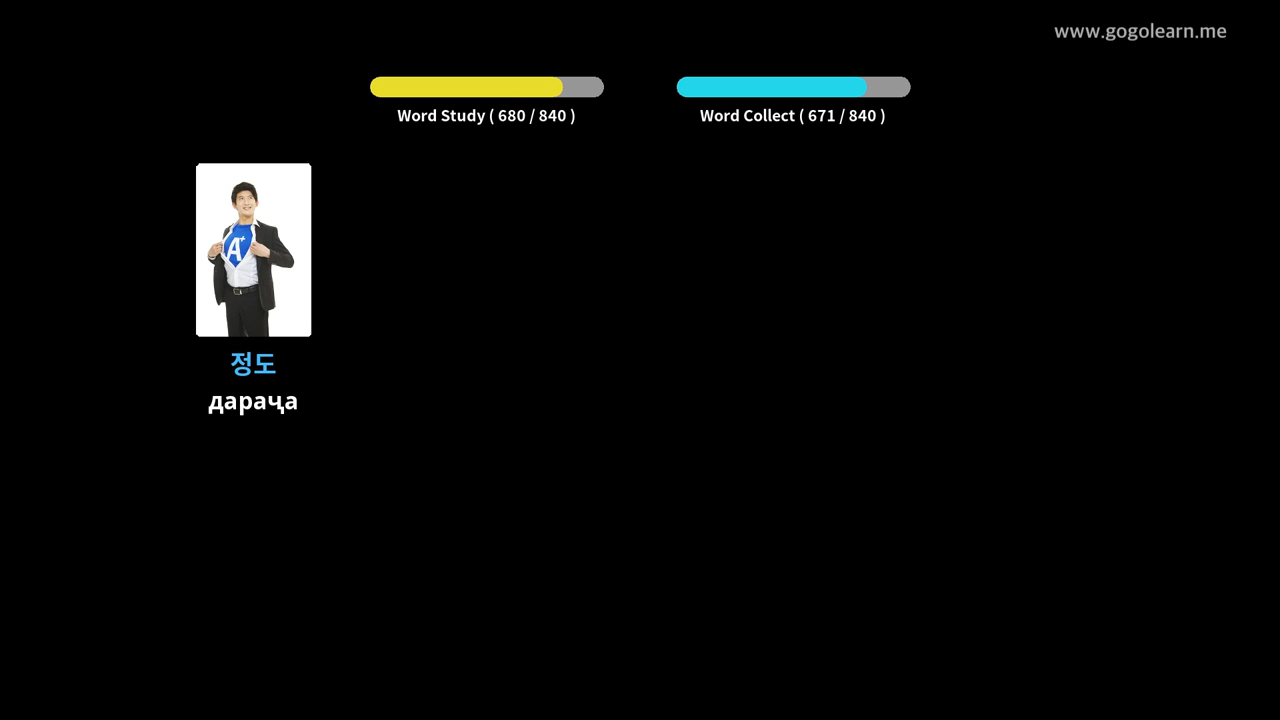 www.gogolearn.me
Word Study ( 680 / 840 )
Word Collect ( 671 / 840 )
A+
정도
дараҷа